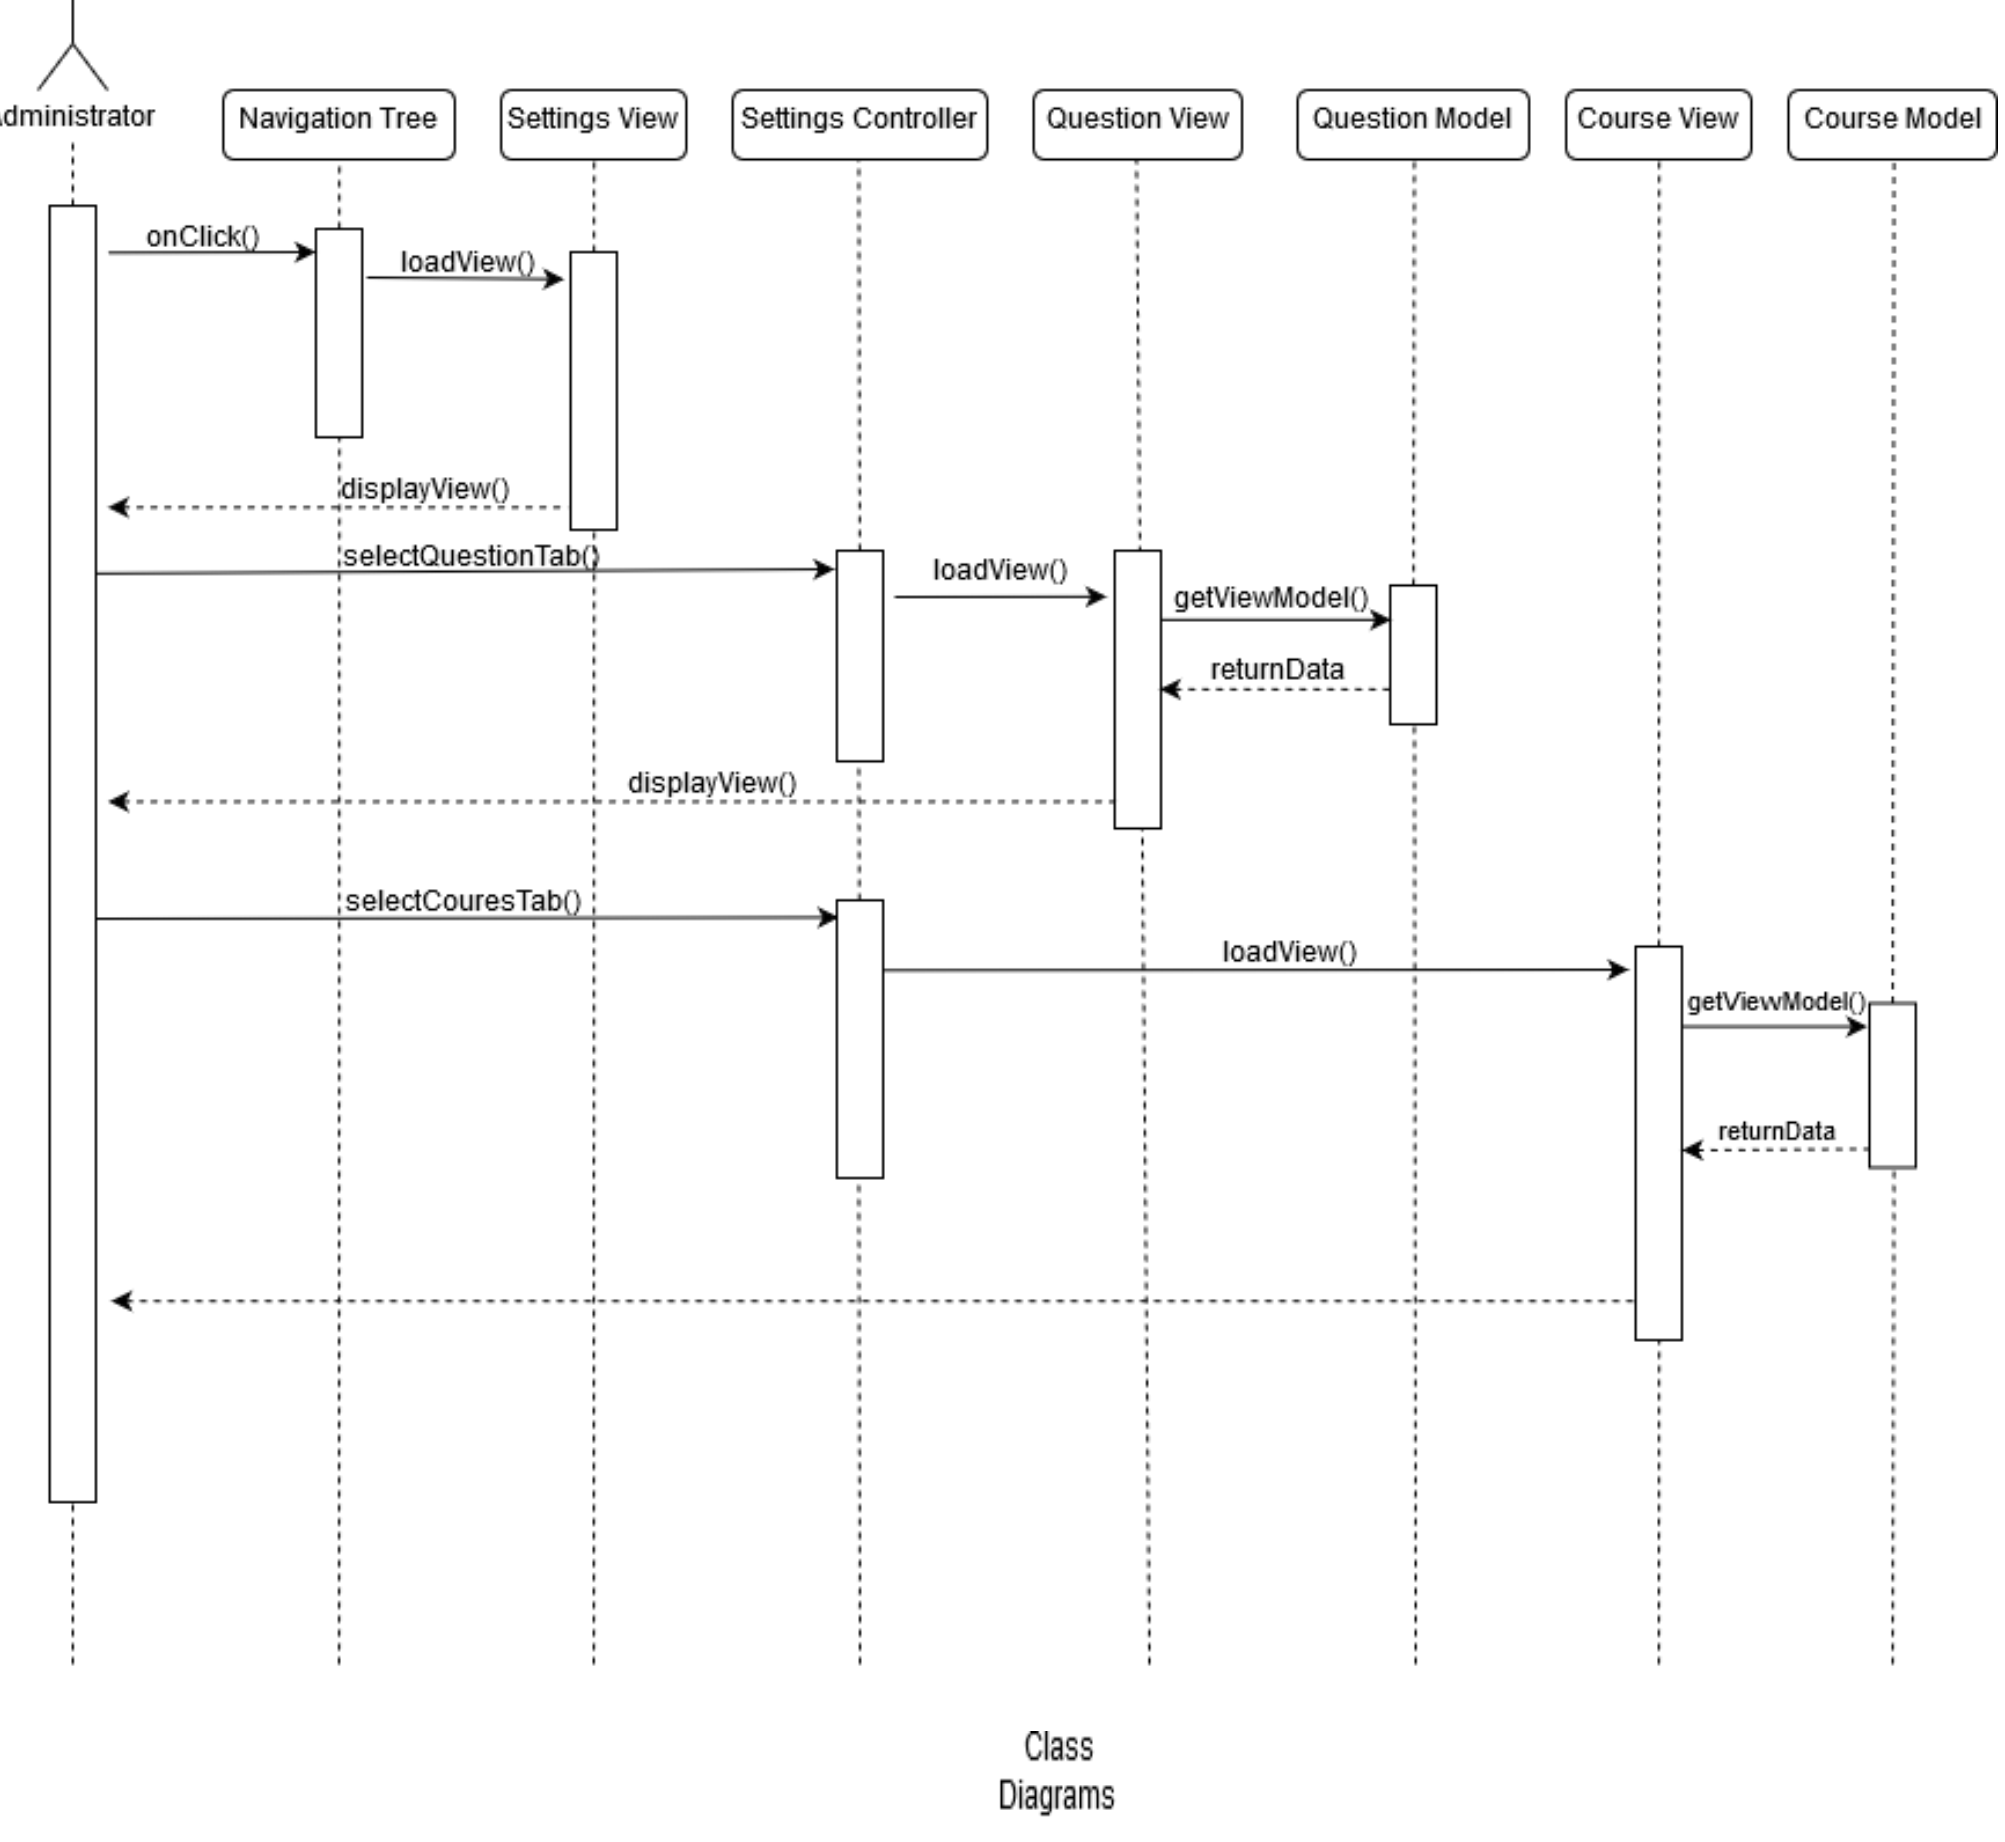 dministrator
Navigation Tree
Settings View
Settings Controller
Question View
Question Model
Course View
Course Model
onClick()
loadView()
displayView()
selectQuestionTab()
loadView()
getViewModel()
returnData
displayView()
selectCouresTab()
loadView()
getViewModel()
returnData
Class
Diagrams